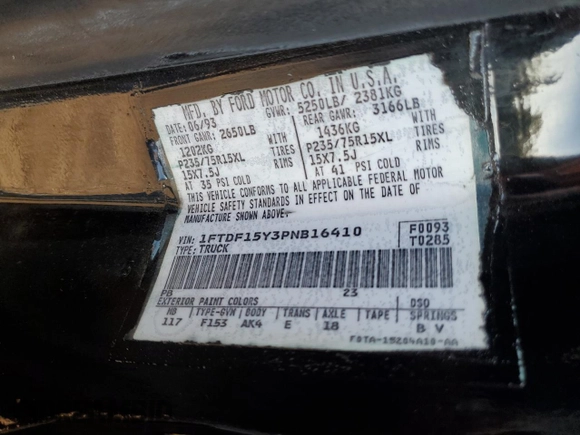 MFD. BY FORD MOTOR CO. IN U.S.A.
DATE: 06/93 GVWR: 5250LB/ 2381KG
FRONT GAWR: 2650LB REAR GAWR: 3166LB
1202KG 1436KG
P235/75R15XL TIRES P235/75R15XL TIRES
15X7.5J RIMS 15X7.5J RIMS
AT 35 PSI COLD AT 41 PSI COLD
THIS VEHICLE CONFORMS TO ALL APPLICABLE FEDERAL MOTOR
VEHICLE SAFETY STANDARDS IN EFFECT ON THE DATE OF
MANUFACTURE SHOWN ABOVE.
VIN: 1FTDF15Y3PNB16410 F0093
TYPE: TRUCK T0285
PB 23
EXTERIOR PAINT COLORS DSO
WB TYPE-GVW BODY TRANS AXLE TAPE SPRINGS
117 F153 AK4 E 18 B V